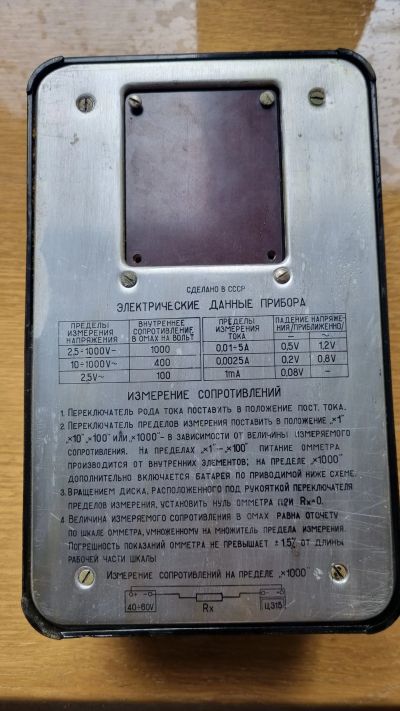 СДЕЛАНО В СССР
ЭЛЕКТРИЧЕСКИЕ ДАННЫЕ ПРИБОРА
ПРЕДЕЛЫ ИЗМЕРЕНИЯ НАПРЯЖЕНИЯ | ВНУТРЕННЕЕ СОПРОТИВЛЕНИЕ В ОМАХ НА ВОЛЬТ | ПРЕДЕЛЫ ИЗМЕРЕНИЯ ТОКА | ПАДЕНИЕ НАПРЯЖЕ-НИЯ/ПРИБЛИЖЕННО/
– ~
2,5÷1000V– 1000 0,01÷5А 0,5V 1,2V
10÷1000V~ 400 0,0025А 0,2V 0,8V
2,5V~ 100 1mA 0,08V –
ИЗМЕРЕНИЕ СОПРОТИВЛЕНИЙ
1. ПЕРЕКЛЮЧАТЕЛЬ РОДА ТОКА ПОСТАВИТЬ В ПОЛОЖЕНИЕ ПОСТ. ТОКА.
2. ПЕРЕКЛЮЧАТЕЛЬ ПРЕДЕЛОВ ИЗМЕРЕНИЯ ПОСТАВИТЬ В ПОЛОЖЕНИЕ „×1"
„×10", „×100" ИЛИ „×1000" – В ЗАВИСИМОСТИ ОТ ВЕЛИЧИНЫ ИЗМЕРЯЕМОГО
СОПРОТИВЛЕНИЯ. НА ПРЕДЕЛАХ „×1" – „×100" ПИТАНИЕ ОММЕТРА
ПРОИЗВОДИТСЯ ОТ ВНУТРЕННИХ ЭЛЕМЕНТОВ; НА ПРЕДЕЛЕ „×1000"
ДОПОЛНИТЕЛЬНО ВКЛЮЧАЕТСЯ БАТАРЕЯ ПО ПРИВОДИМОЙ НИЖЕ СХЕМЕ.
3. ВРАЩЕНИЕМ ДИСКА, РАСПОЛОЖЕННОГО ПОД РУКОЯТКОЙ ПЕРЕКЛЮЧАТЕЛЯ
ПРЕДЕЛОВ ИЗМЕРЕНИЯ, УСТАНОВИТЬ НУЛЬ ОММЕТРА ПРИ Rx=0.
4. ВЕЛИЧИНА ИЗМЕРЯЕМОГО СОПРОТИВЛЕНИЯ В ОМАХ РАВНА ОТСЧЕТУ
ПО ШКАЛЕ ОММЕТРА, УМНОЖЕННОМУ НА МНОЖИТЕЛЬ ПРЕДЕЛА ИЗМЕРЕНИЯ.
ПОГРЕШНОСТЬ ПОКАЗАНИЙ ОММЕТРА НЕ ПРЕВЫШАЕТ ±1,5% ОТ ДЛИНЫ
РАБОЧЕЙ ЧАСТИ ШКАЛЫ
ИЗМЕРЕНИЕ СОПРОТИВЛЕНИЙ НА ПРЕДЕЛЕ „×1000"
40-60V Rx Ц315